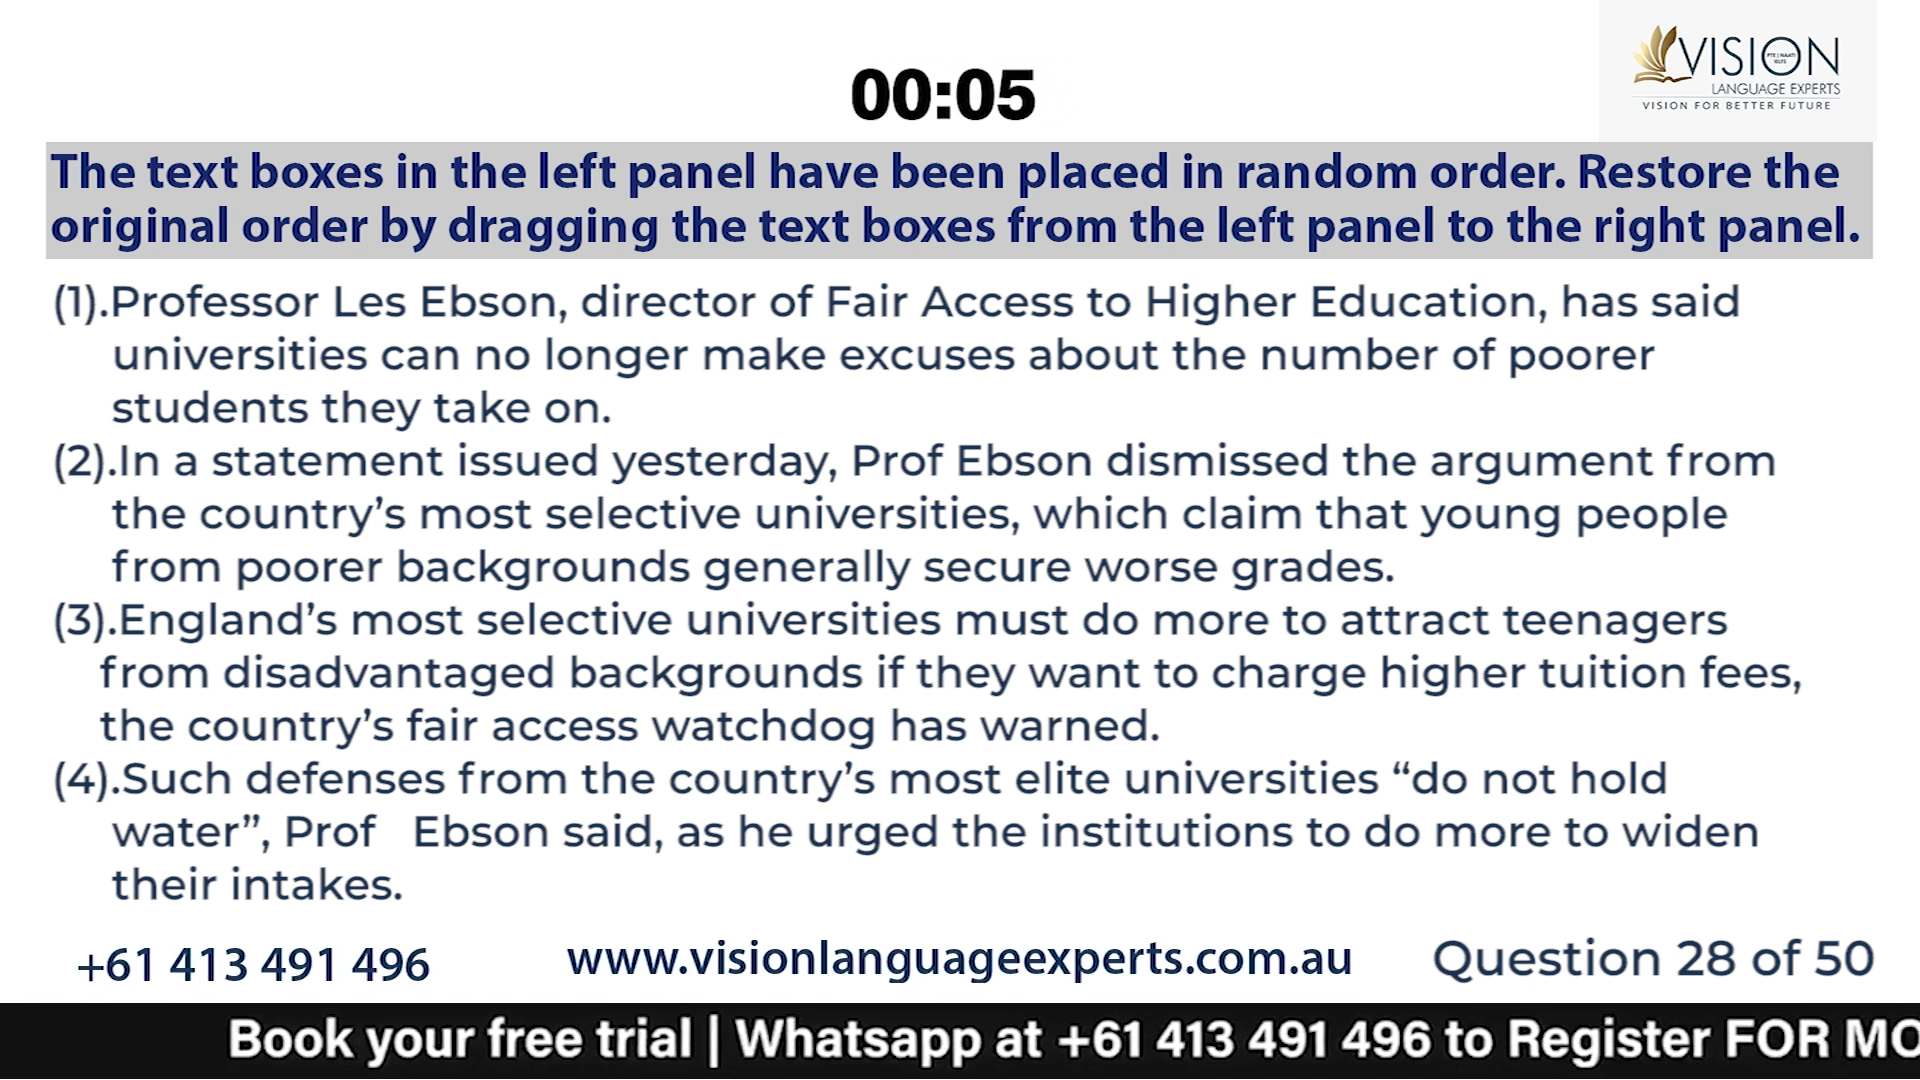 VISION
LANGUAGE EXPERTS
VISION FOR BETTER FUTURE
00:05
The text boxes in the left panel have been placed in random order. Restore the
original order by dragging the text boxes from the left panel to the right panel.
(1).Professor Les Ebson, director of Fair Access to Higher Education, has said
universities can no longer make excuses about the number of poorer
students they take on.
(2).In a statement issued yesterday, Prof Ebson dismissed the argument from
the country’s most selective universities, which claim that young people
from poorer backgrounds generally secure worse grades.
(3).England’s most selective universities must do more to attract teenagers
from disadvantaged backgrounds if they want to charge higher tuition fees,
the country’s fair access watchdog has warned.
(4).Such defenses from the country’s most elite universities “do not hold
water”, Prof Ebson said, as he urged the institutions to do more to widen
their intakes.
+61 413 491 496 www.visionlanguageexperts.com.au Question 28 of 50
Book your free trial | Whatsapp at +61 413 491 496 to Register FOR MO